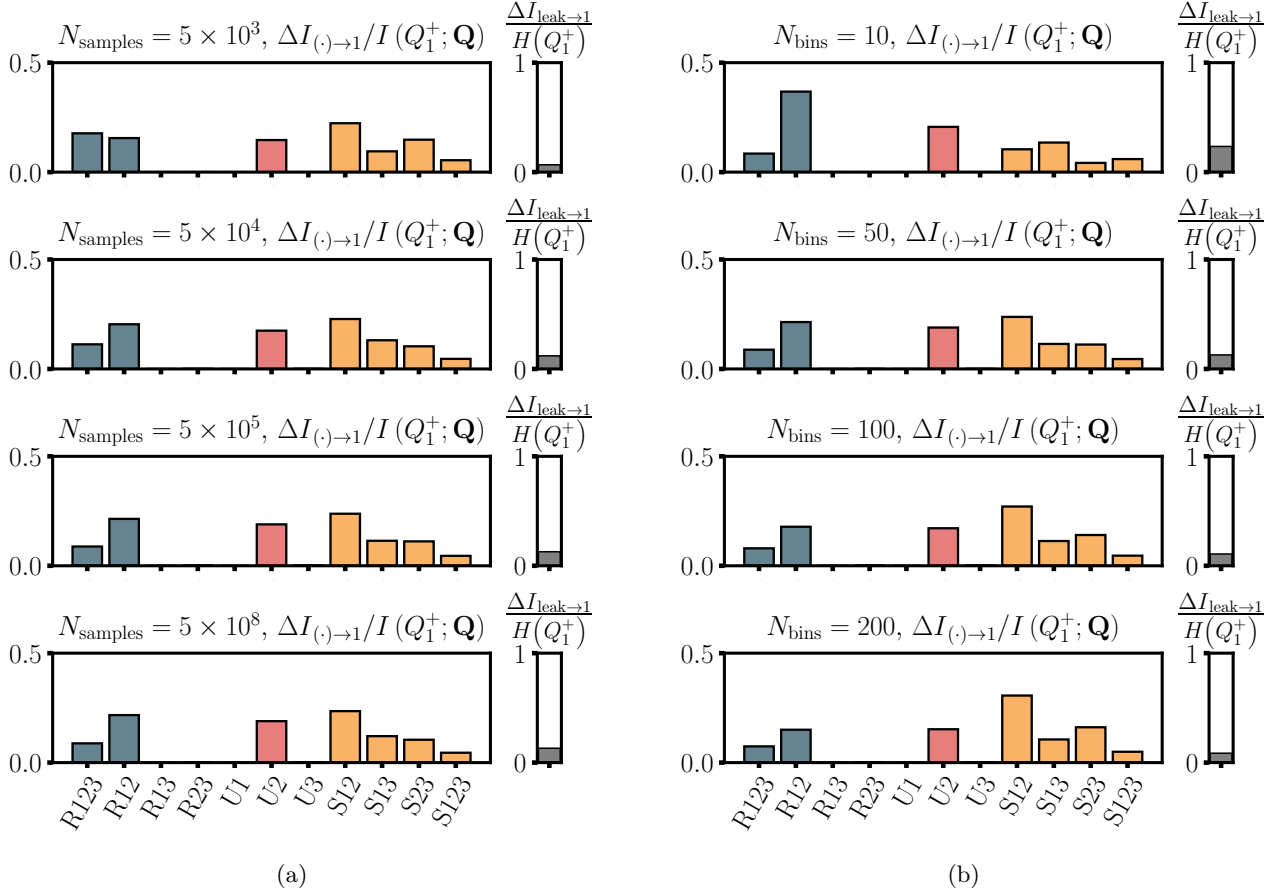 N_samples = 5 × 10^3, ΔI_(·)→1/I (Q_1^+; Q)
ΔI_leak→1
H(Q_1^+)
0.5
0.0
1
0
N_samples = 5 × 10^4, ΔI_(·)→1/I (Q_1^+; Q)
ΔI_leak→1
H(Q_1^+)
0.5
0.0
1
0
N_samples = 5 × 10^5, ΔI_(·)→1/I (Q_1^+; Q)
ΔI_leak→1
H(Q_1^+)
0.5
0.0
1
0
N_samples = 5 × 10^8, ΔI_(·)→1/I (Q_1^+; Q)
ΔI_leak→1
H(Q_1^+)
0.5
0.0
1
0
R123
R12
R13
R23
U1
U2
U3
S12
S13
S23
S123
(a)
N_bins = 10, ΔI_(·)→1/I (Q_1^+; Q)
ΔI_leak→1
H(Q_1^+)
0.5
0.0
1
0
N_bins = 50, ΔI_(·)→1/I (Q_1^+; Q)
ΔI_leak→1
H(Q_1^+)
0.5
0.0
1
0
N_bins = 100, ΔI_(·)→1/I (Q_1^+; Q)
ΔI_leak→1
H(Q_1^+)
0.5
0.0
1
0
N_bins = 200, ΔI_(·)→1/I (Q_1^+; Q)
ΔI_leak→1
H(Q_1^+)
0.5
0.0
1
0
R123
R12
R13
R23
U1
U2
U3
S12
S13
S23
S123
(b)